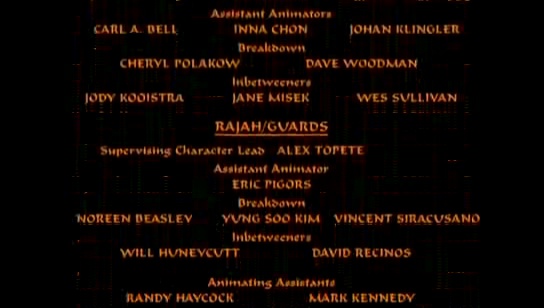 Assistant Animators
CARL A. BELL INNA CHON JOHAN KLINGLER
Breakdown
CHERYL POLAKOW DAVE WOODMAN
Inbetweeners
JODY KOOISTRA JANE MISEK WES SULLIVAN
RAJAH/GUARDS
Supervising Character Lead ALEX TOPETE
Assistant Animator
ERIC PIGORS
Breakdown
NOREEN BEASLEY YUNG SOO KIM VINCENT SIRACUSANO
Inbetweeners
WILL HUNEYCUTT DAVID RECINOS
Animating Assistants
RANDY HAYCOCK MARK KENNEDY